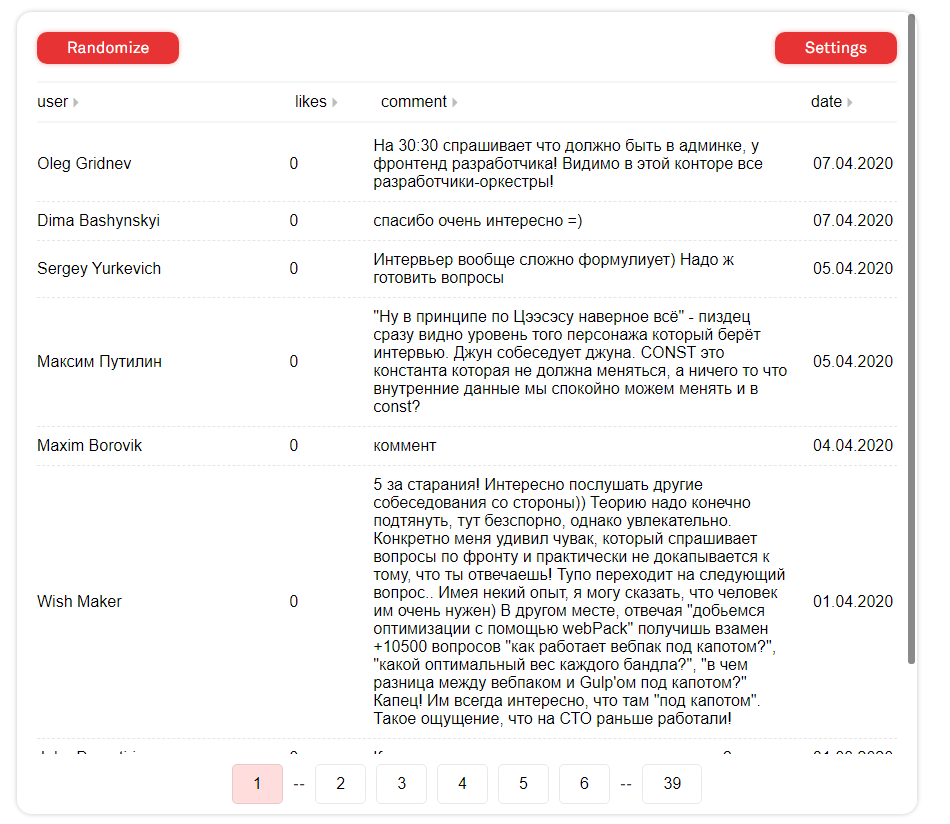 Randomize
Settings
user
likes
comment
date
Oleg Gridnev
0
На 30:30 спрашивает что должно быть в админке, у
фронтенд разработчика! Видимо в этой конторе все
разработчики-оркестры!
07.04.2020
Dima Bashynskyi
0
спасибо очень интересно =)
07.04.2020
Sergey Yurkevich
0
Интервьер вообще сложно формулиует) Надо ж
готовить вопросы
05.04.2020
Максим Путилин
0
"Ну в принципе по Цээсэсу наверное всё" - пиздец
сразу видно уровень того персонажа который берёт
интервью. Джун собеседует джуна. CONST это
константа которая не должна меняться, а ничего то что
внутренние данные мы спокойно можем менять и в
const?
05.04.2020
Maxim Borovik
0
коммент
04.04.2020
Wish Maker
0
5 за старания! Интересно послушать другие
собеседования со стороны)) Теорию надо конечно
подтянуть, тут безспорно, однако увлекательно.
Конкретно меня удивил чувак, который спрашивает
вопросы по фронту и практически не докапывается к
тому, что ты отвечаешь! Тупо переходит на следующий
вопрос.. Имея некий опыт, я могу сказать, что человек
им очень нужен) В другом месте, отвечая "добьемся
оптимизации с помощью webPack" получишь взамен
+10500 вопросов "как работает вебпак под капотом?",
"какой оптимальный вес каждого бандла?", "в чем
разница между вебпаком и Gulp'ом под капотом?"
Капец! Им всегда интересно, что там "под капотом".
Такое ощущение, что на СТО раньше работали!
01.04.2020
1 -- 2 3 4 5 6 -- 39